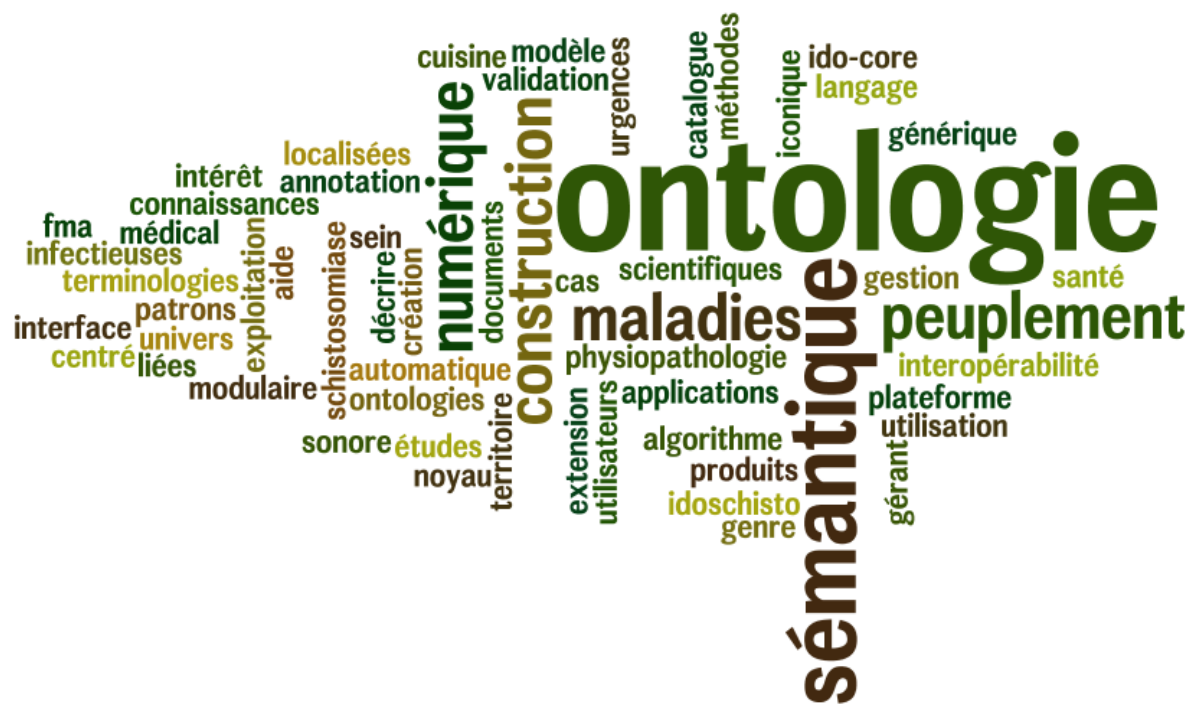 cuisine
modèle
validation
urgences
catalogue
méthodes
iconique
ido-core
langage
générique
numérique
construction
ontologie
localisées
annotation
intérêt
connaissances
fma
médical
infectieuses
terminologies
exploitation
aide
schistosomiase
sein
décrire
création
documents
cas
scientifiques
gestion
santé
patrons
interface
univers
centré
liées
modulaire
maladies
sémantique
peuplement
physiopathologie
interopérabilité
automatique
ontologies
territoire
extension
utilisateurs
applications
plateforme
utilisation
sonore
études
noyau
algorithme
produits
gérant
idoschisto
genre